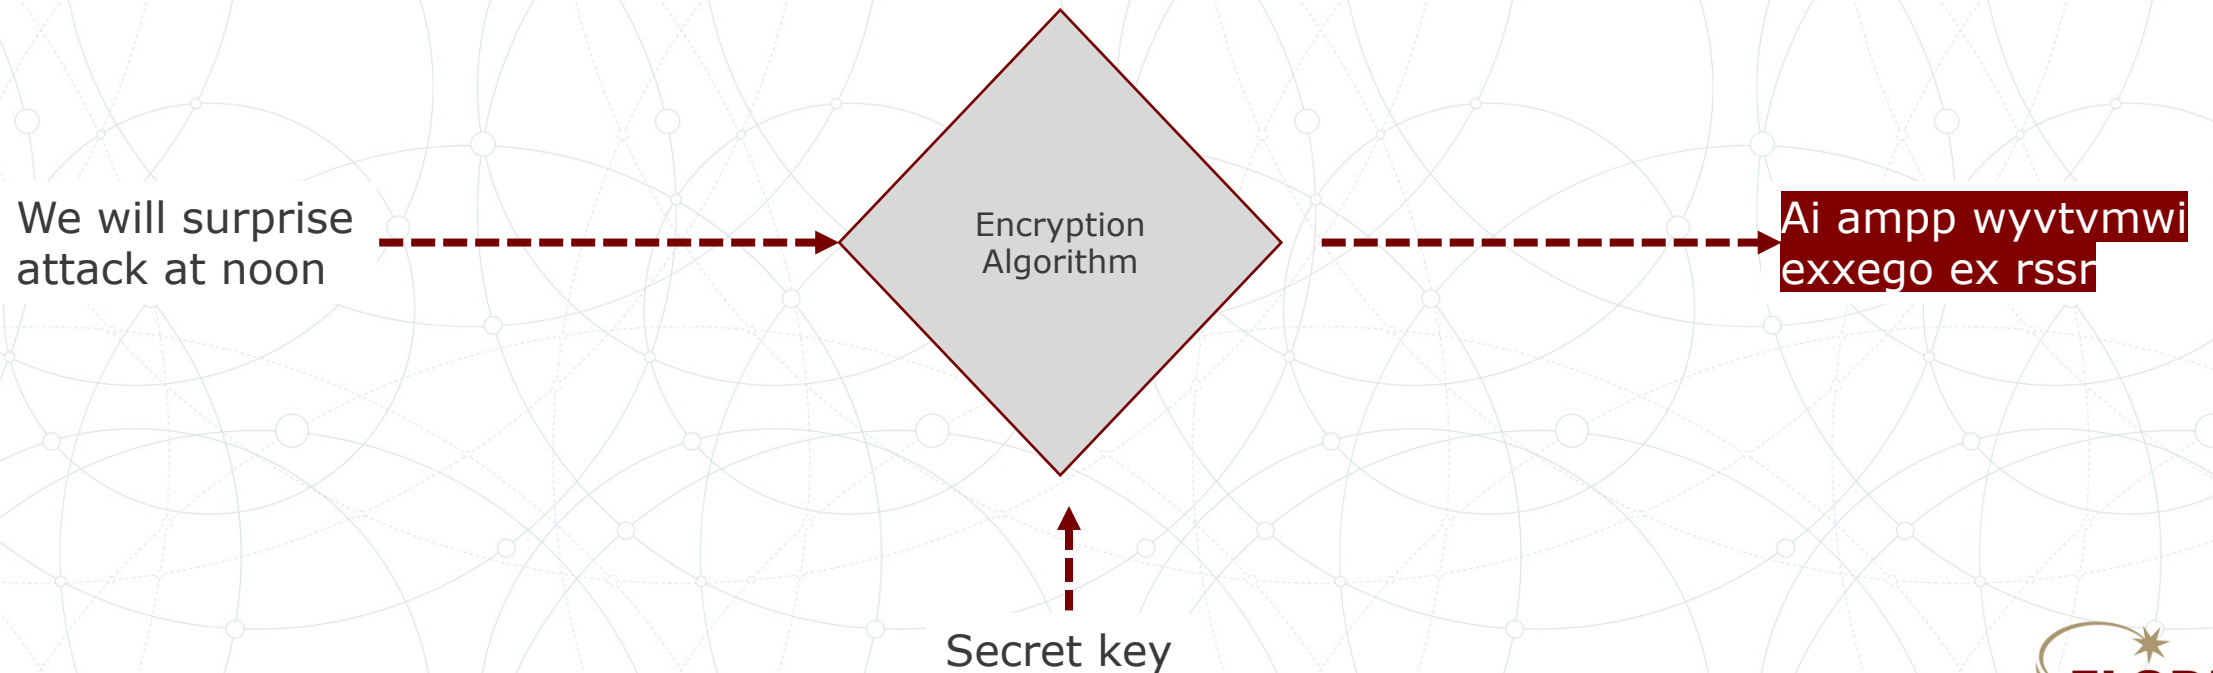 We will surprise
attack at noon
Encryption
Algorithm
Ai ampp wyvtvmwi
exxego ex rssr
Secret key